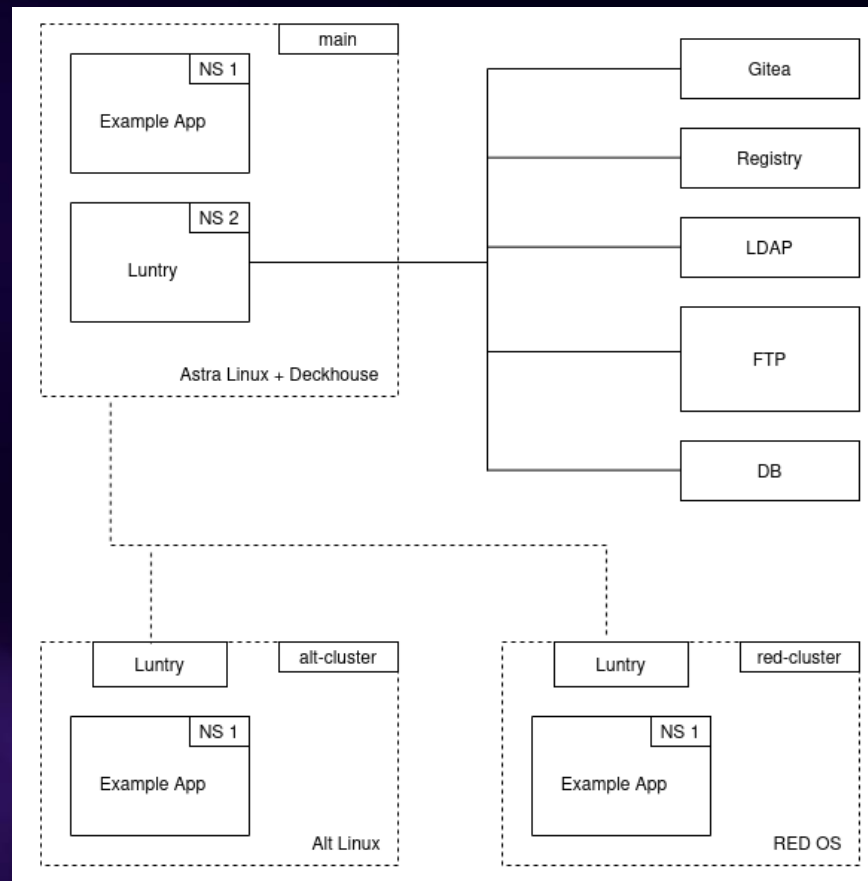 main
NS 1
Example App
NS 2
Luntry
Astra Linux + Deckhouse
Gitea
Registry
LDAP
FTP
DB
Luntry
alt-cluster
NS 1
Example App
Alt Linux
Luntry
red-cluster
NS 1
Example App
RED OS